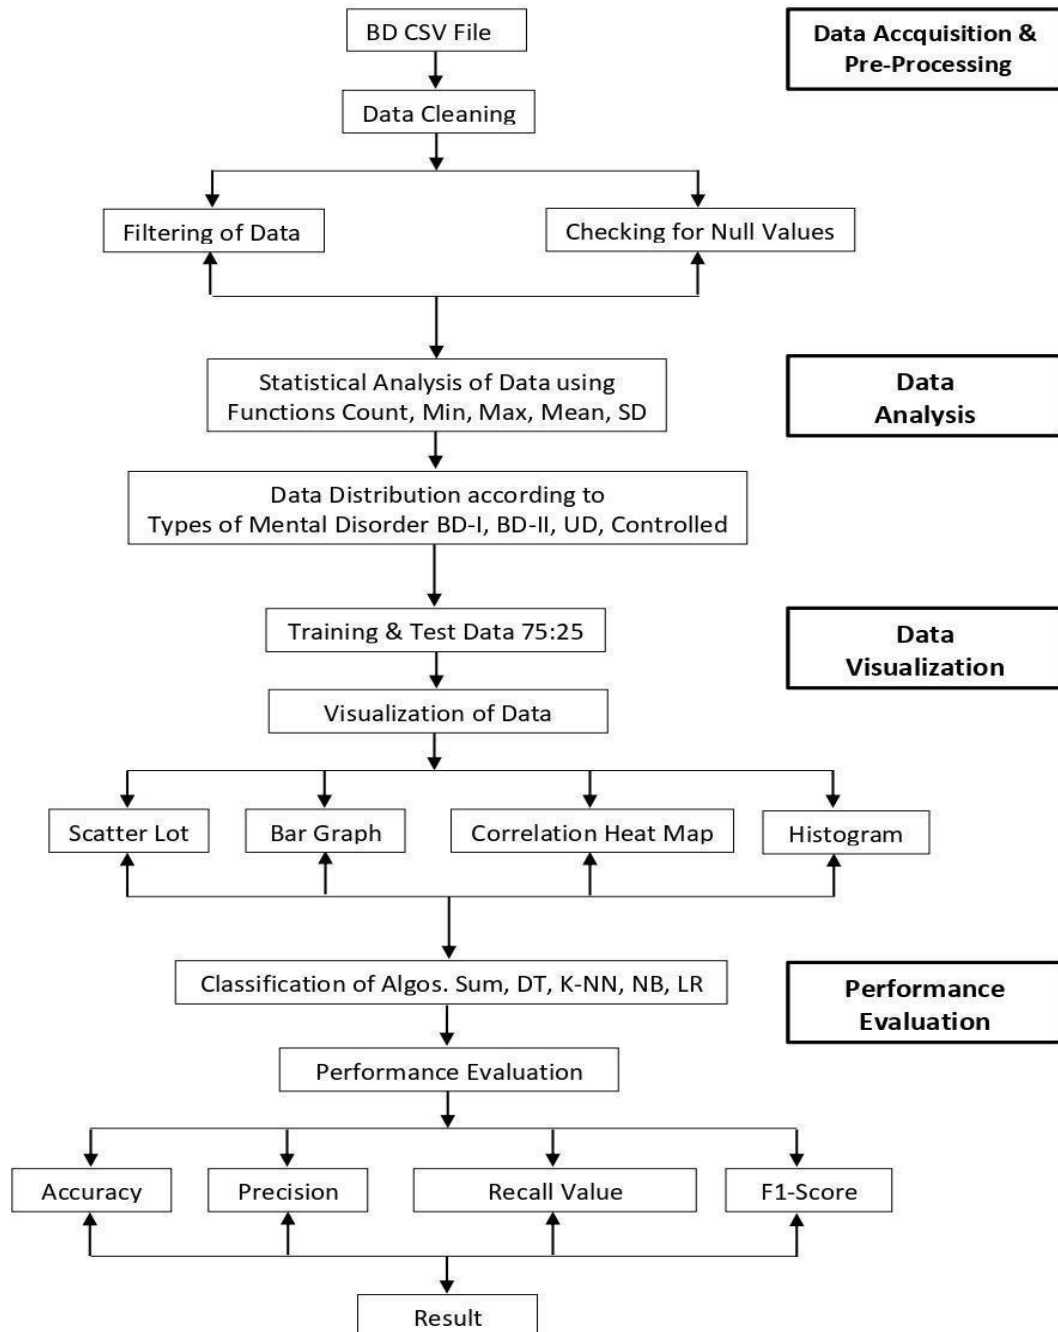 BD CSV File
Data Accquisition &
Pre-Processing
Data Cleaning
Filtering of Data
Checking for Null Values
Statistical Analysis of Data using
Functions Count, Min, Max, Mean, SD
Data
Analysis
Data Distribution according to
Types of Mental Disorder BD-I, BD-II, UD, Controlled
Training & Test Data 75:25
Data
Visualization
Visualization of Data
Scatter Lot
Bar Graph
Correlation Heat Map
Histogram
Classification of Algos. Sum, DT, K-NN, NB, LR
Performance
Evaluation
Performance Evaluation
Accuracy
Precision
Recall Value
F1-Score
Result